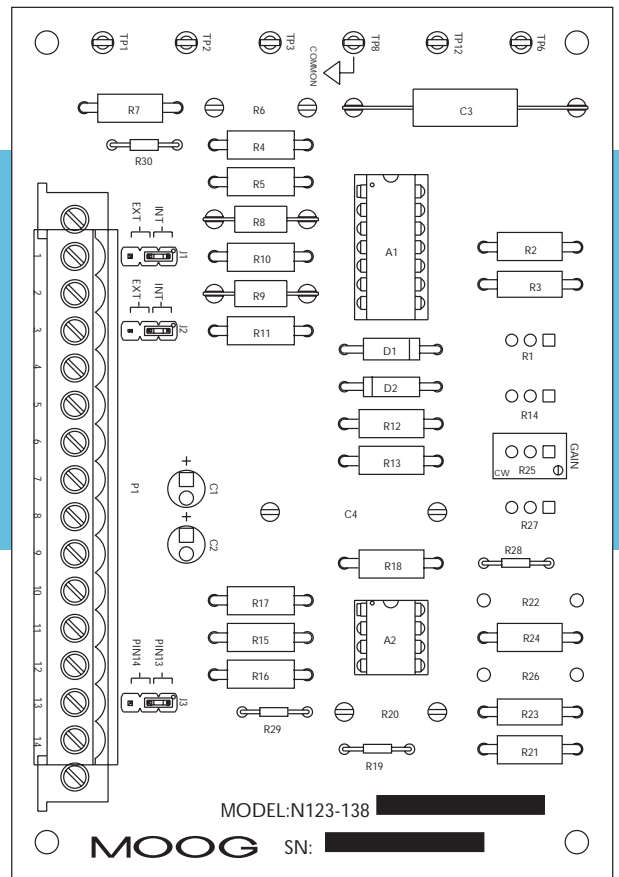 TP1 TP2 TP3 TP8 TP12 TP6
COMMON
R7 R6 C3
R30 R4
R5
A1
R8
EXT INT
1 J1 R10 R2
2 R9 R3
EXT INT
3 J2 R11
D1 R1
4
D2
5 R12 R14
6 R13
GAIN
CW R25
7 P1 + C1
8 + C2 C4 R27
9 R18 R28
10 R17 R22
11 R15 A2 R24
12 R16 R26
PIN14 PIN13
13 J3 R29 R20 R23
14 R19 R21
MODEL:N123-138
MOOG SN: